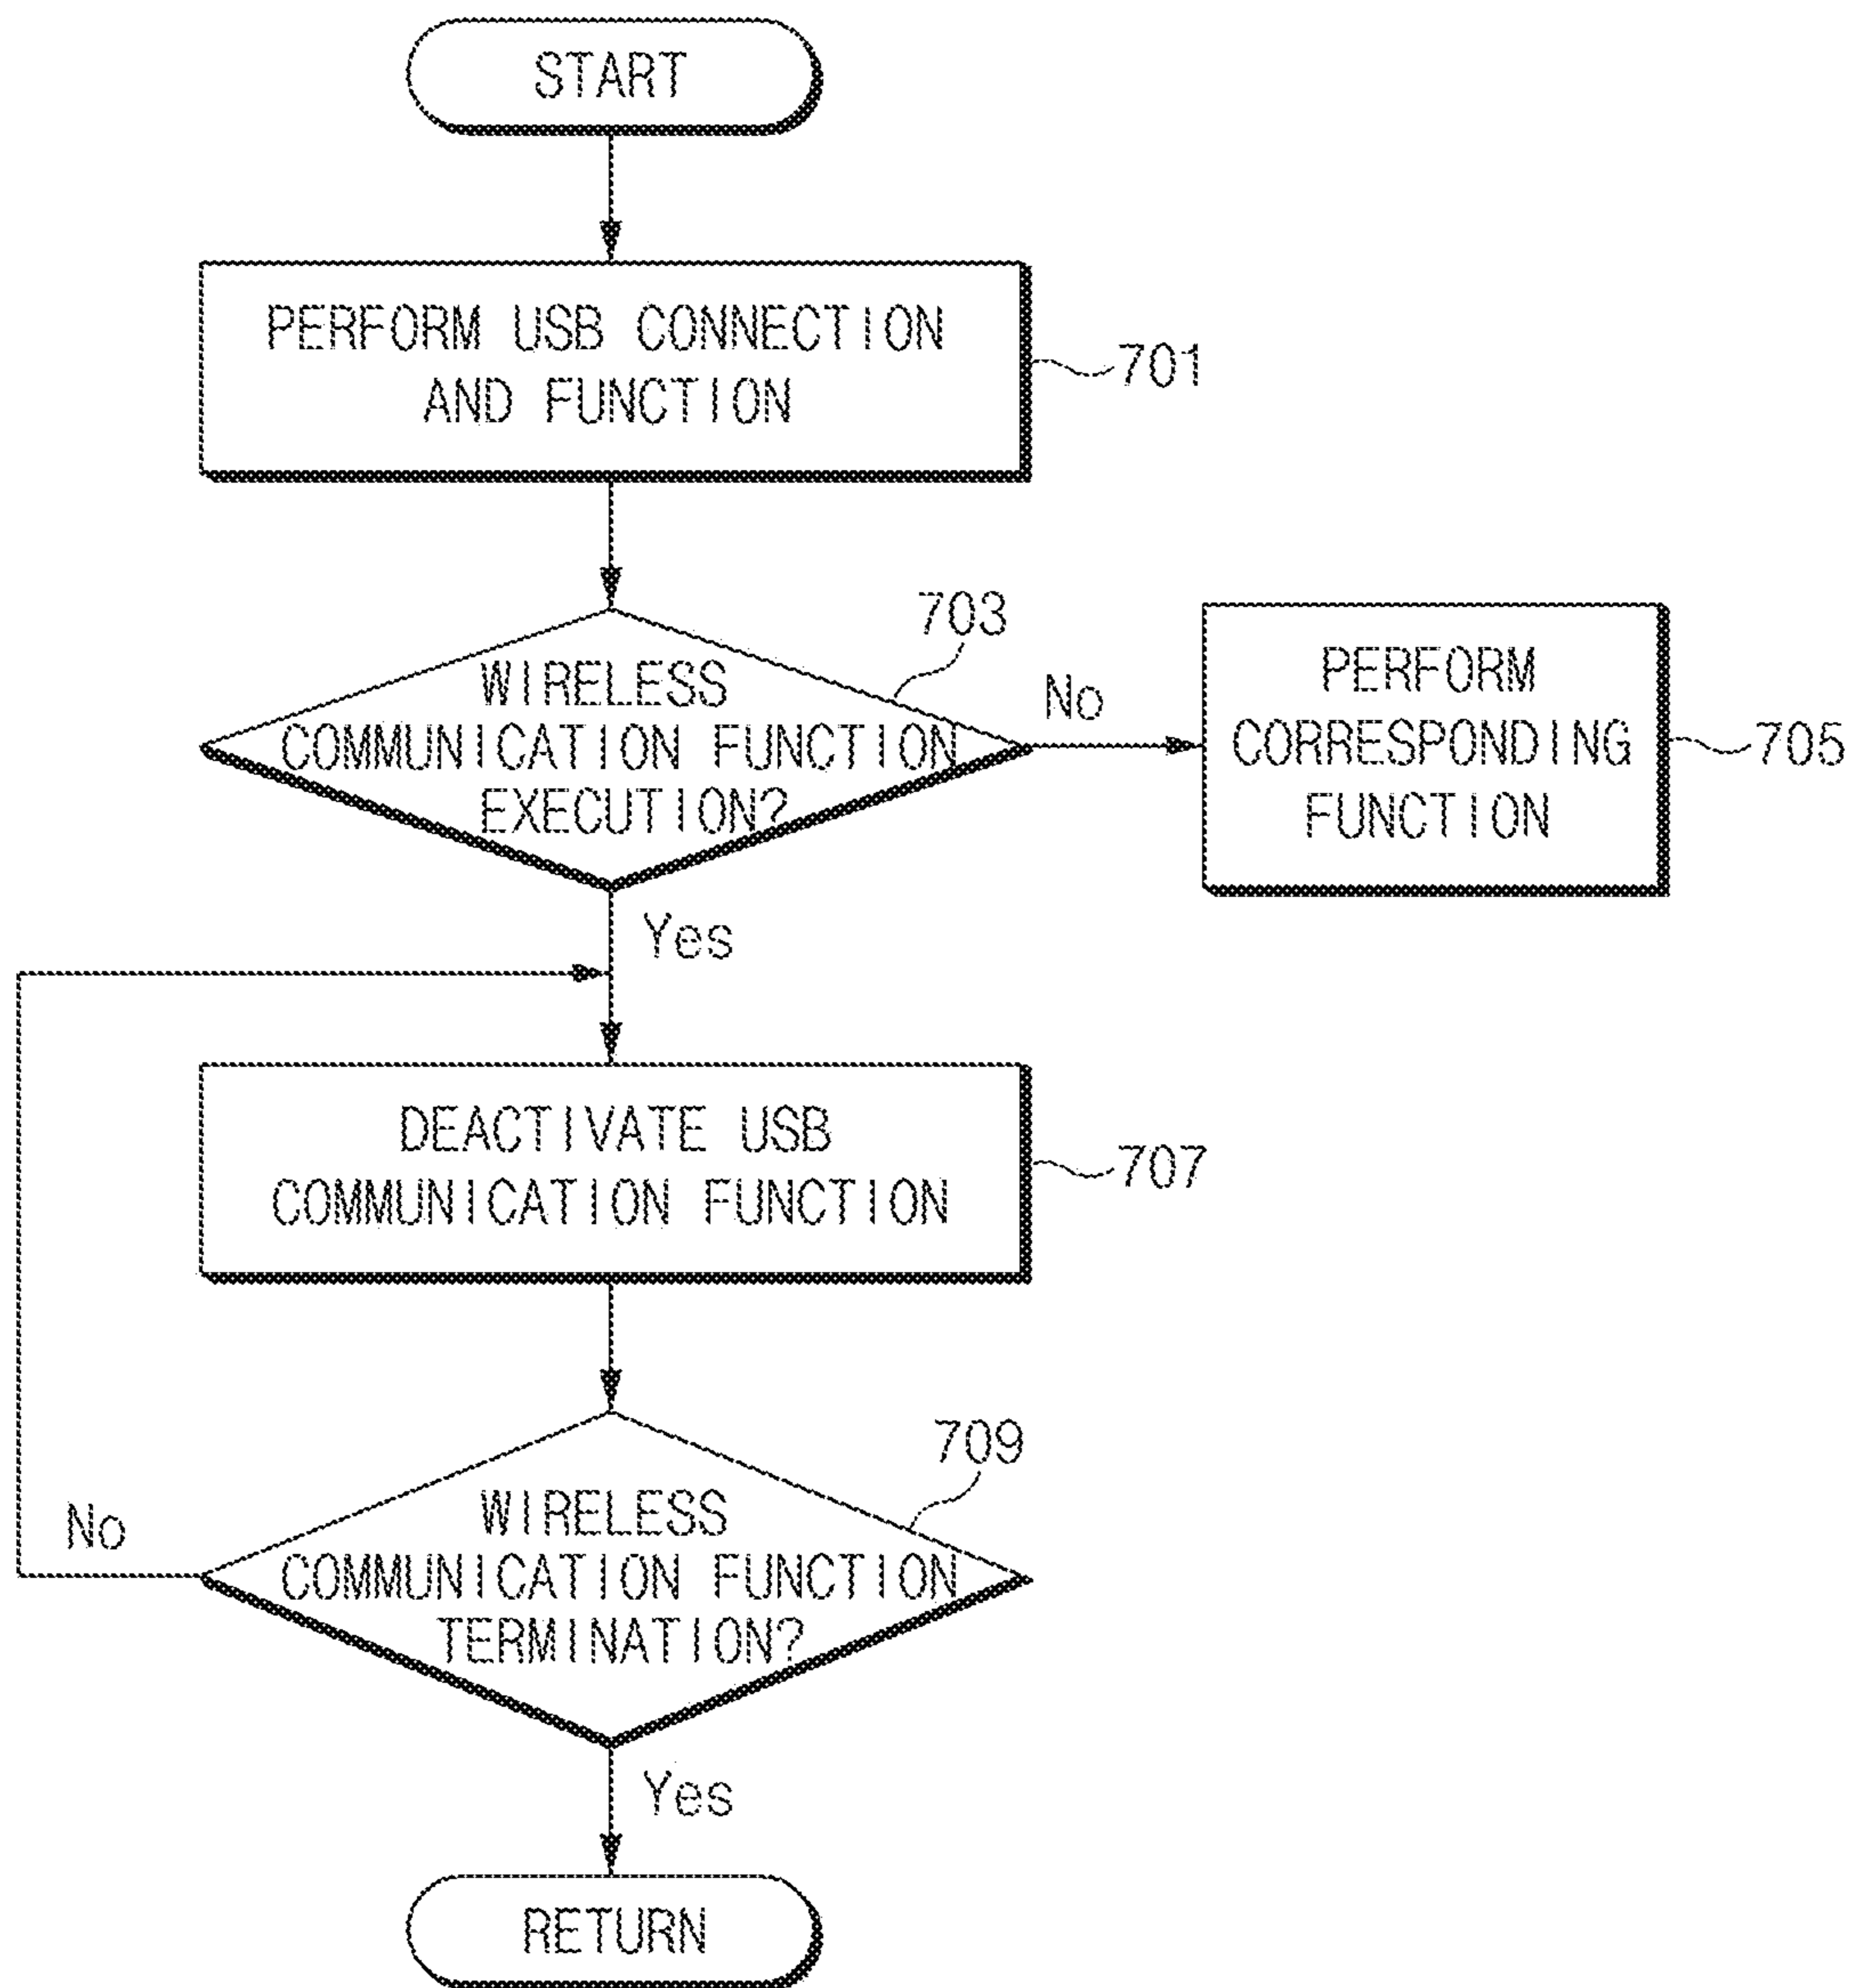 START
PERFORM USB CONNECTION
AND FUNCTION
701
703
WIRELESS
COMMUNICATION FUNCTION
EXECUTION?
No
PERFORM
CORRESPONDING
FUNCTION
705
Yes
DEACTIVATE USB
COMMUNICATION FUNCTION
707
709
WIRELESS
COMMUNICATION FUNCTION
TERMINATION?
No
Yes
RETURN